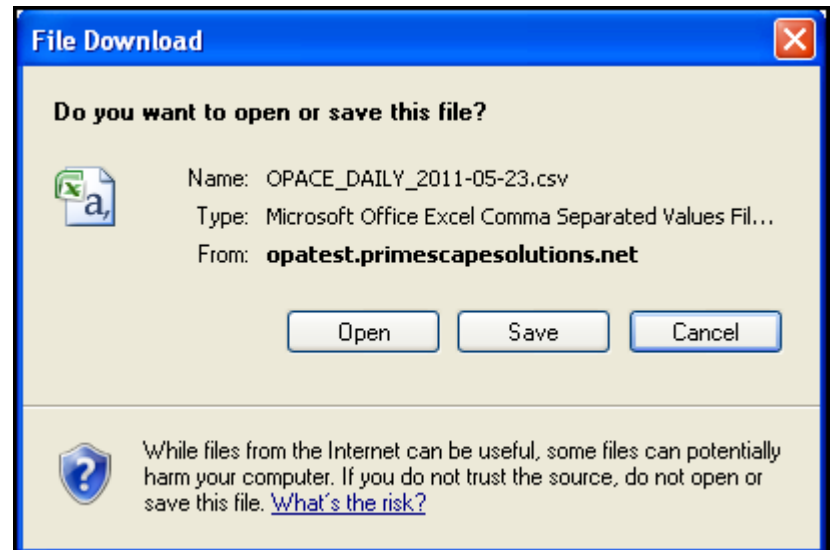 File Download
Do you want to open or save this file?
a,
Name: OPACE_DAILY_2011-05-23.csv
Type: Microsoft Office Excel Comma Separated Values Fil...
From: opatest.primescapesolutions.net
Open Save Cancel
While files from the Internet can be useful, some files can potentially
harm your computer. If you do not trust the source, do not open or
save this file. What's the risk?